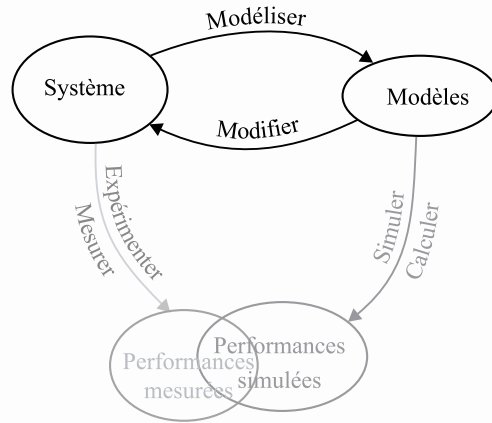 Modéliser
Système
Modèles
Modifier
Expérimenter
Mesurer
Simuler
Calculer
Performances
mesurées
Performances
simulées